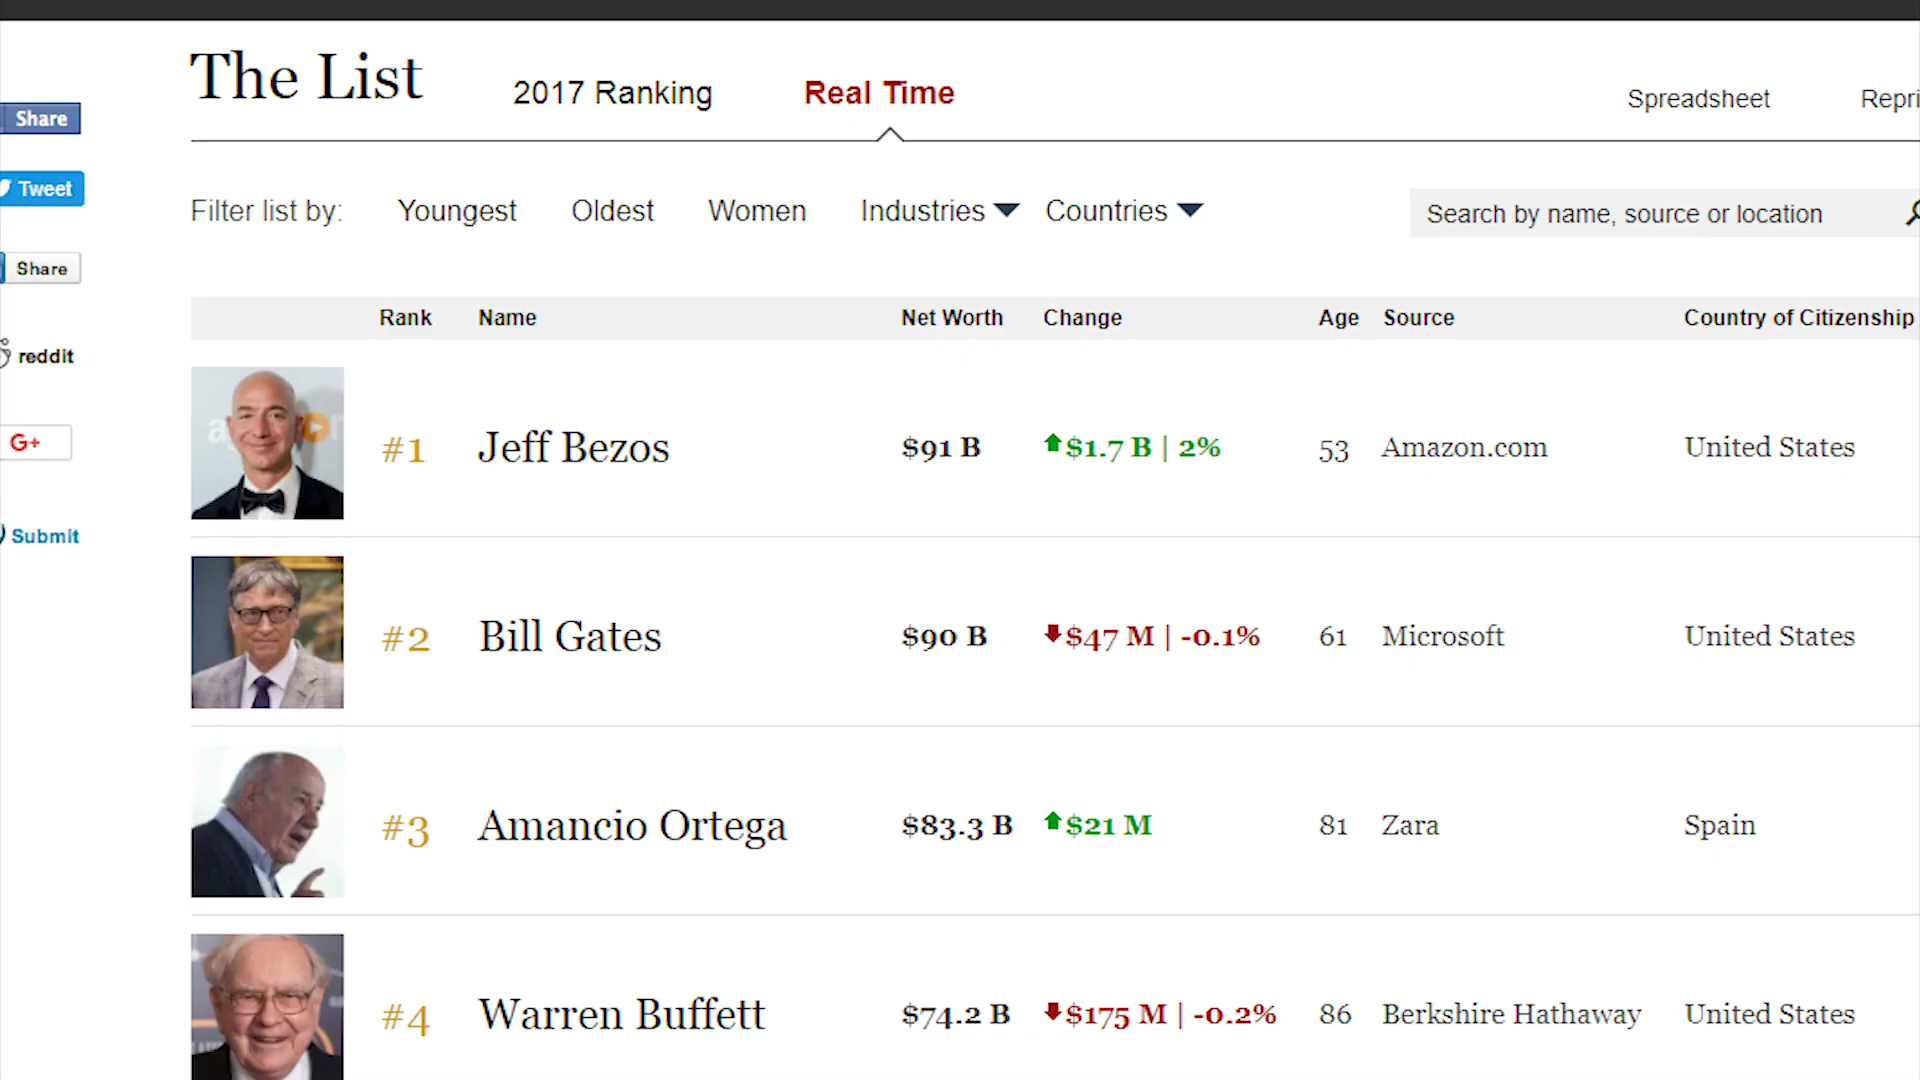 The List 2017 Ranking Real Time Spreadsheet Repri
Share
Tweet
Share
reddit
G+
Submit
Filter list by: Youngest Oldest Women Industries Countries Search by name, source or location
Rank Name Net Worth Change Age Source Country of Citizenship
#1 Jeff Bezos $91 B $1.7 B | 2% 53 Amazon.com United States
#2 Bill Gates $90 B $47 M | -0.1% 61 Microsoft United States
#3 Amancio Ortega $83.3 B $21 M 81 Zara Spain
#4 Warren Buffett $74.2 B $175 M | -0.2% 86 Berkshire Hathaway United States